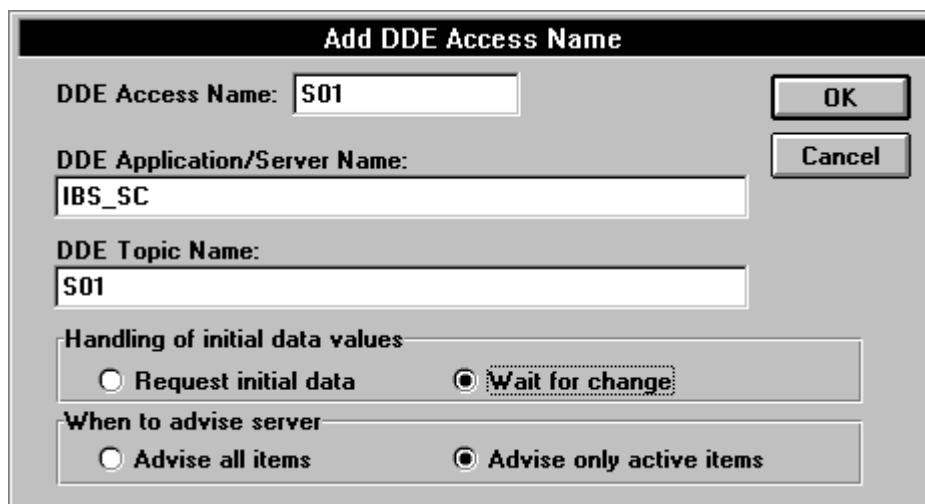 Add DDE Access Name
DDE Access Name: S01
OK
DDE Application/Server Name:
Cancel
IBS_SC
DDE Topic Name:
S01
Handling of initial data values
Request initial data Wait for change
When to advise server
Advise all items Advise only active items